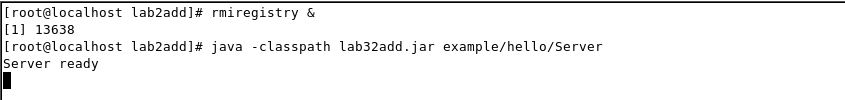 [root@localhost lab2add]# rmiregistry &
[1] 13638
[root@localhost lab2add]# java -classpath lab32add.jar example/hello/Server
Server ready